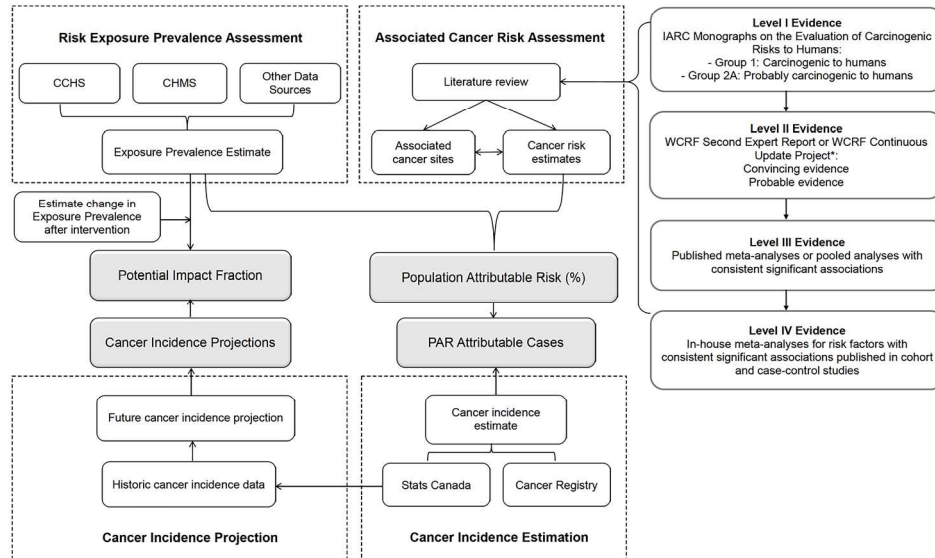 Risk Exposure Prevalence Assessment
CCHS
CHMS
Other Data
Sources
Exposure Prevalence Estimate
Estimate change in
Exposure Prevalence
after intervention
Associated Cancer Risk Assessment
Literature review
Associated
cancer sites
Cancer risk
estimates
Potential Impact Fraction
Cancer Incidence Projections
Population Attributable Risk (%)
PAR Attributable Cases
Future cancer incidence projection
Historic cancer incidence data
Cancer Incidence Projection
Cancer incidence
estimate
Stats Canada
Cancer Registry
Cancer Incidence Estimation
Level I Evidence
IARC Monographs on the Evaluation of Carcinogenic
Risks to Humans:
- Group 1: Carcinogenic to humans
- Group 2A: Probably carcinogenic to humans
Level II Evidence
WCRF Second Expert Report or WCRF Continuous
Update Project*:
Convincing evidence
Probable evidence
Level III Evidence
Published meta-analyses or pooled analyses with
consistent significant associations
Level IV Evidence
In-house meta-analyses for risk factors with
consistent significant associations published in cohort
and case-control studies